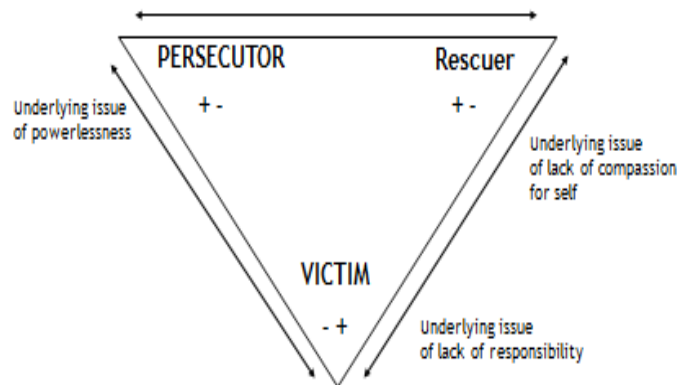 PERSECUTOR
Rescuer
+ -
+ -
Underlying issue
of powerlessness
Underlying issue
of lack of compassion
for self
VICTIM
- +
Underlying issue
of lack of responsibility